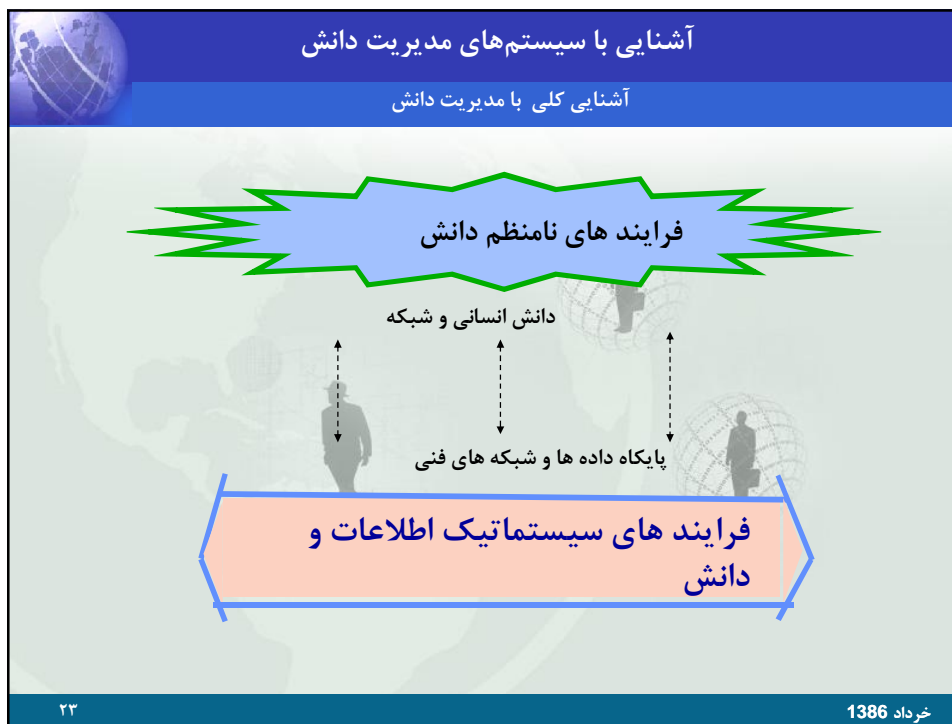 آشنایی با سیستم‌های مدیریت دانش
آشنایی کلی با مدیریت دانش
فرایند های نامنظم دانش
دانش انسانی و شبکه
پایکاه داده ها و شبکه های فنی
فرایند های سیستماتیک اطلاعات و
دانش
خرداد 1386
۲۳